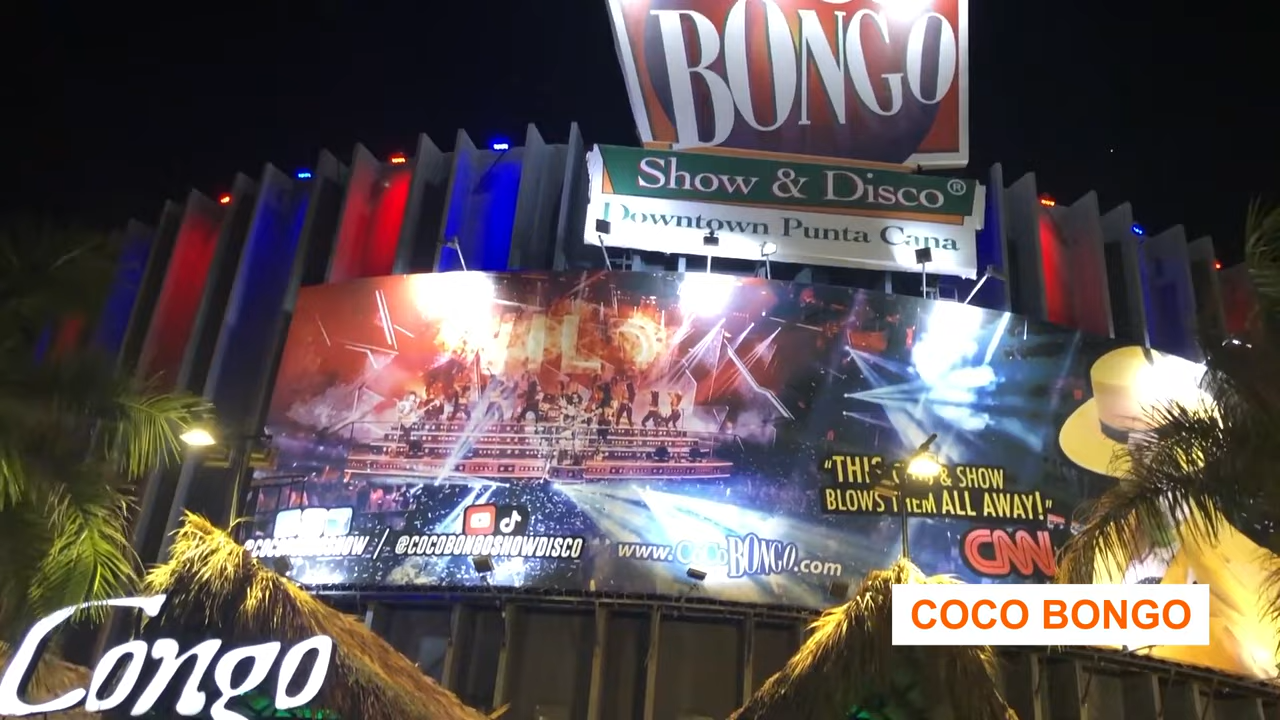 BONGO
Show & Disco®
Downtown Punta Cana
"THIS & SHOW
BLOWS THEM ALL AWAY!"
CNN
@COCOBONGOSHOW / @COCOBONGOSHOWDISCO
www.COCOBONGO.com
COCO BONGO
Congo